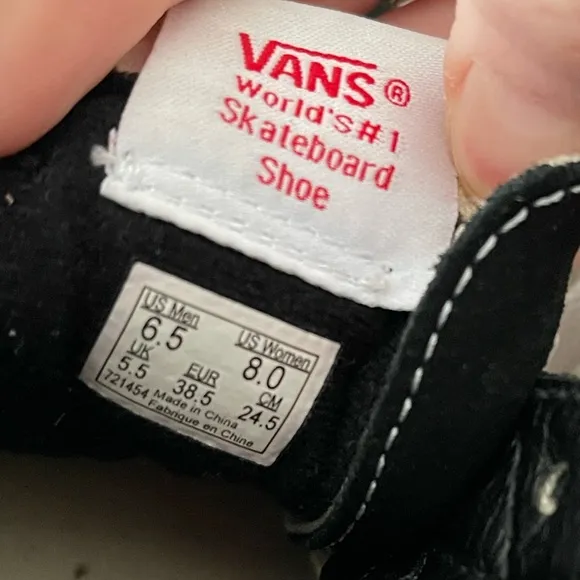 VANS®
World's #1
Skateboard
Shoe
US Men US Women
6.5 8.0
UK EUR CM
5.5 38.5 24.5
721454 Made in China
Fabriqué en Chine